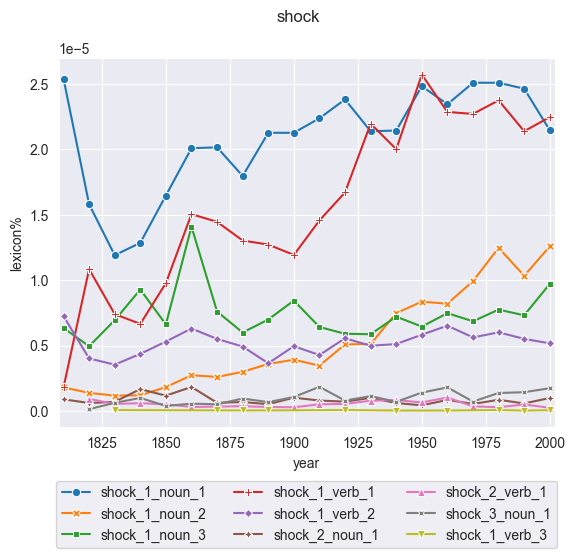 shock
1e−5
2.5
2.0
1.5
1.0
0.5
0.0
lexicon%
1825 1850 1875 1900 1925 1950 1975 2000
year
shock_1_noun_1 shock_1_verb_1 shock_2_verb_1
shock_1_noun_2 shock_1_verb_2 shock_3_noun_1
shock_1_noun_3 shock_2_noun_1 shock_1_verb_3